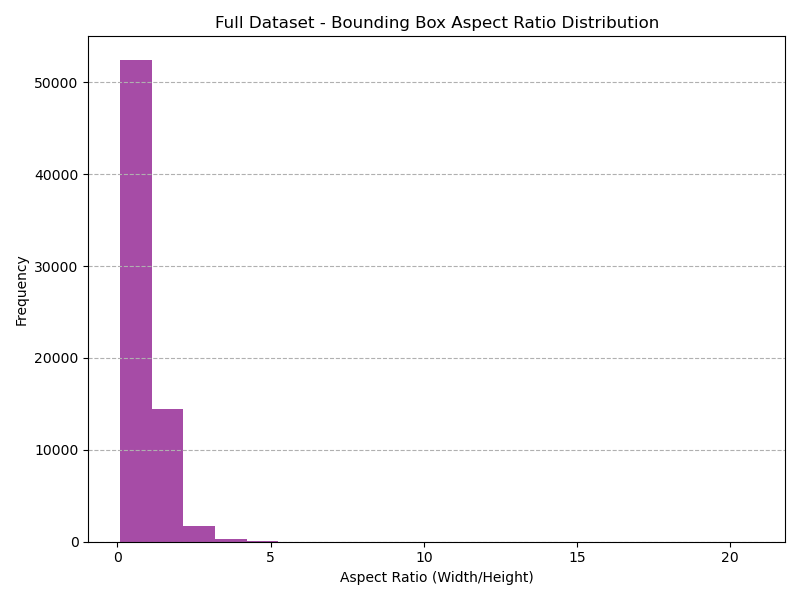 Full Dataset - Bounding Box Aspect Ratio Distribution
50000
40000
30000
20000
10000
0
Frequency
0 5 10 15 20
Aspect Ratio (Width/Height)